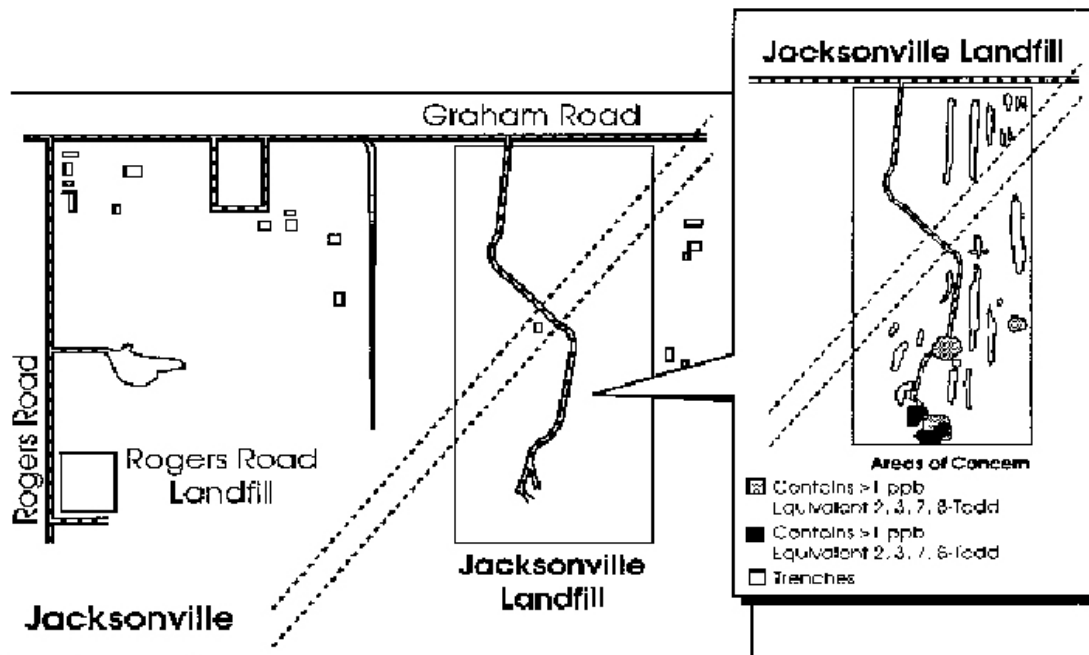 Graham Road
Rogers Road
Rogers Road
Landfill
Jacksonville
Landfill
Jacksonville
Jacksonville Landfill
Areas of Concern
Contains >1 ppb
Equivalent 2, 3, 7, 8-Tcdd
Contains >1 ppb
Equivalent 2, 3, 7, 8-Tcdd
Trenches